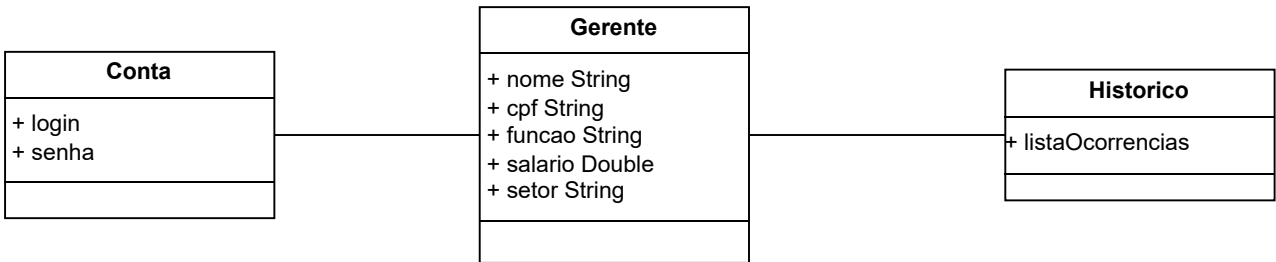 Conta
+ login
+ senha
Gerente
+ nome String
+ cpf String
+ funcao String
+ salario Double
+ setor String
Historico
+ listaOcorrencias